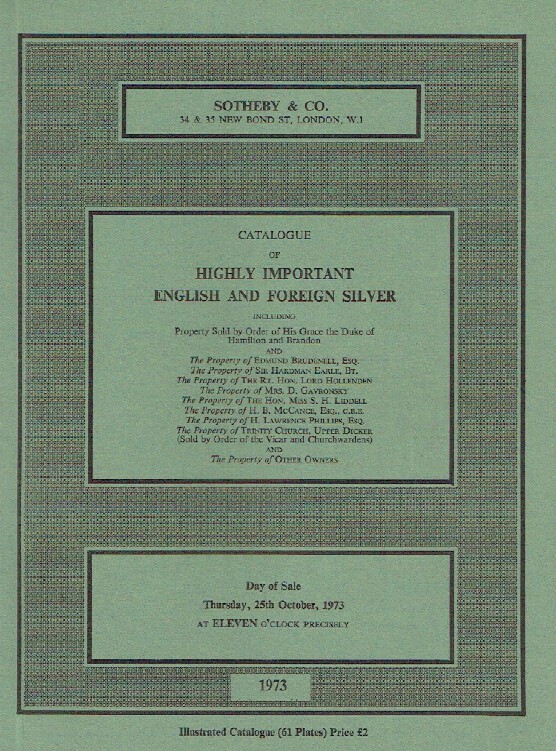 SOTHEBY & CO.
34 & 35 NEW BOND ST, LONDON, W.1
CATALOGUE
OF
HIGHLY IMPORTANT
ENGLISH AND FOREIGN SILVER
INCLUDING
Property Sold by Order of His Grace the Duke of
Hamilton and Brandon
AND
The Property of EDMUND BRUDENELL, ESQ.
The Property of SIR HARDMAN EARLE, BT.
The Property of THE RT. HON. LORD HOLLENDEN
The Property of MRS. D. GAVRONSKY
The Property of THE HON. MISS S. H. LIDDELL
The Property of H. B. MCCANCE, ESQ., C.B.E.
The Property of H. LAWRENCE PHILLIPS, ESQ.
The Property of TRINITY CHURCH, UPPER DICKER
(Sold by Order of the Vicar and Churchwardens)
AND
The Property of OTHER OWNERS
Day of Sale
Thursday, 25th October, 1973
AT ELEVEN O'CLOCK PRECISELY
1973
Illustrated Catalogue (61 Plates) Price £2